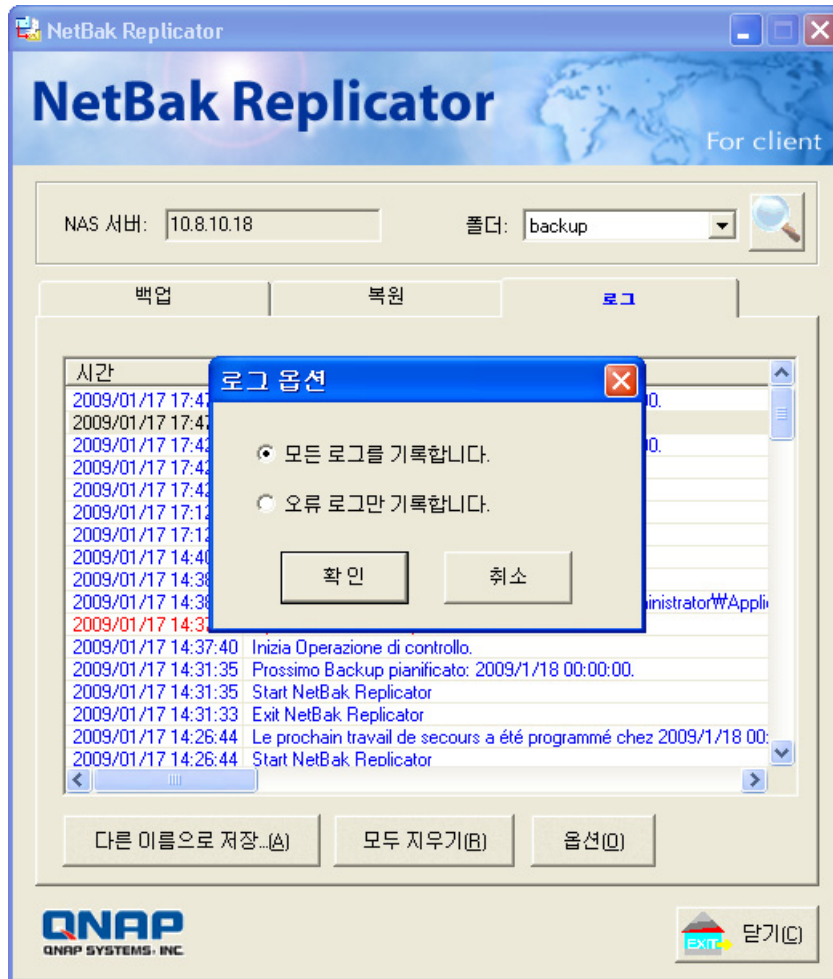 NetBak Replicator
NetBak Replicator
For client
NAS 서버: 10.8.10.18 폴더: backup
백업 복원 로그
시간
로그 옵션
2009/01/17 17:47 00.
2009/01/17 17:47
2009/01/17 17:42 00.
2009/01/17 17:42
2009/01/17 17:42
2009/01/17 17:12
2009/01/17 17:12
2009/01/17 14:40
2009/01/17 14:38
2009/01/17 14:38 ministrator₩Appli
2009/01/17 14:37
모든 로그를 기록합니다.
오류 로그만 기록합니다.
확인 취소
2009/01/17 14:37:40 Inizia Operazione di controllo.
2009/01/17 14:31:35 Prossimo Backup pianificato: 2009/1/18 00:00:00.
2009/01/17 14:31:35 Start NetBak Replicator
2009/01/17 14:31:33 Exit NetBak Replicator
2009/01/17 14:26:44 Le prochain travail de secours a été programmé chez 2009/1/18 00:
2009/01/17 14:26:44 Start NetBak Replicator
다른 이름으로 저장...(A) 모두 지우기(R) 옵션(O)
QNAP
QNAP SYSTEMS, INC.
EXIT 닫기(C)